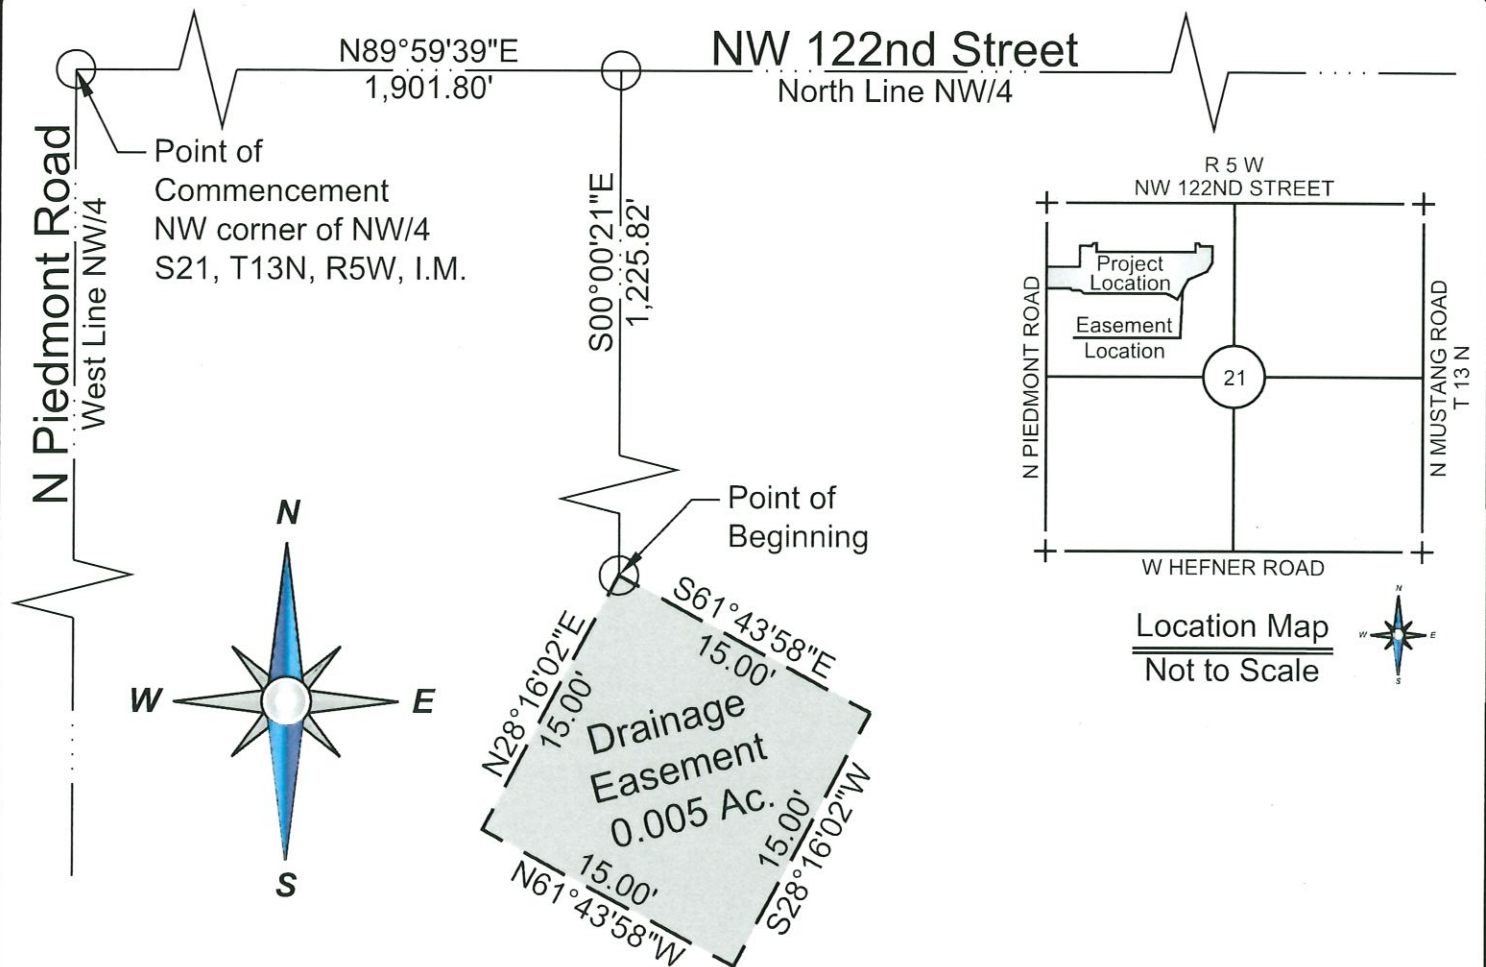 N89°59'39"E
1,901.80'
NW 122nd Street
North Line NW/4
N Piedmont Road
West Line NW/4
Point of
Commencement
NW corner of NW/4
S21, T13N, R5W, I.M.
S00°00'21"E
1,225.82'
R 5 W
NW 122ND STREET
Project
Location
Easement
Location
N PIEDMONT ROAD
21
N MUSTANG ROAD
T 13 N
W HEFNER ROAD
Location Map
Not to Scale
N
W
E
S
Point of
Beginning
N
W
E
S
S61°43'58"E
15.00'
N28°16'02"E
15.00'
Drainage
Easement
0.005 Ac.
15.00'
S28°16'02"W
15.00'
N61°43'58"W